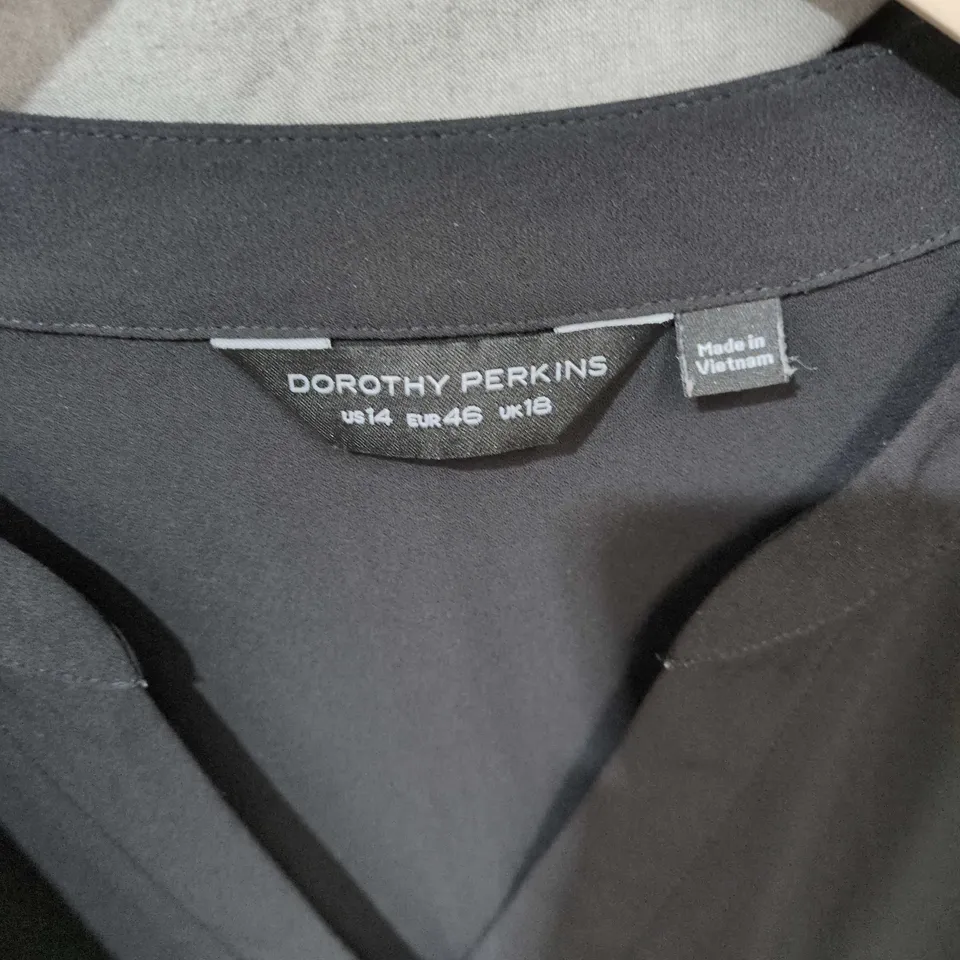 DOROTHY PERKINS
US14 EUR46 UK18
Made in
Vietnam